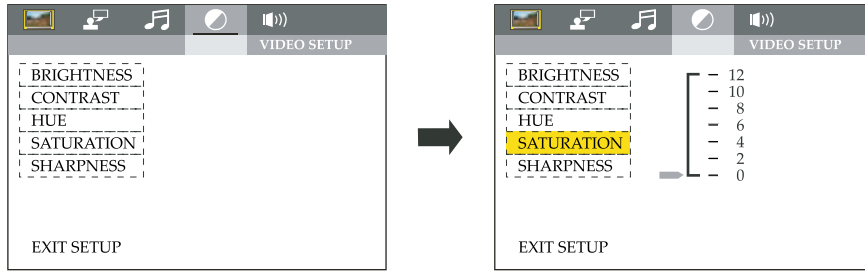 VIDEO SETUP
BRIGHTNESS
CONTRAST
HUE
SATURATION
SHARPNESS
EXIT SETUP
VIDEO SETUP
BRIGHTNESS
CONTRAST
HUE
SATURATION
SHARPNESS
12
10
8
6
4
2
0
EXIT SETUP